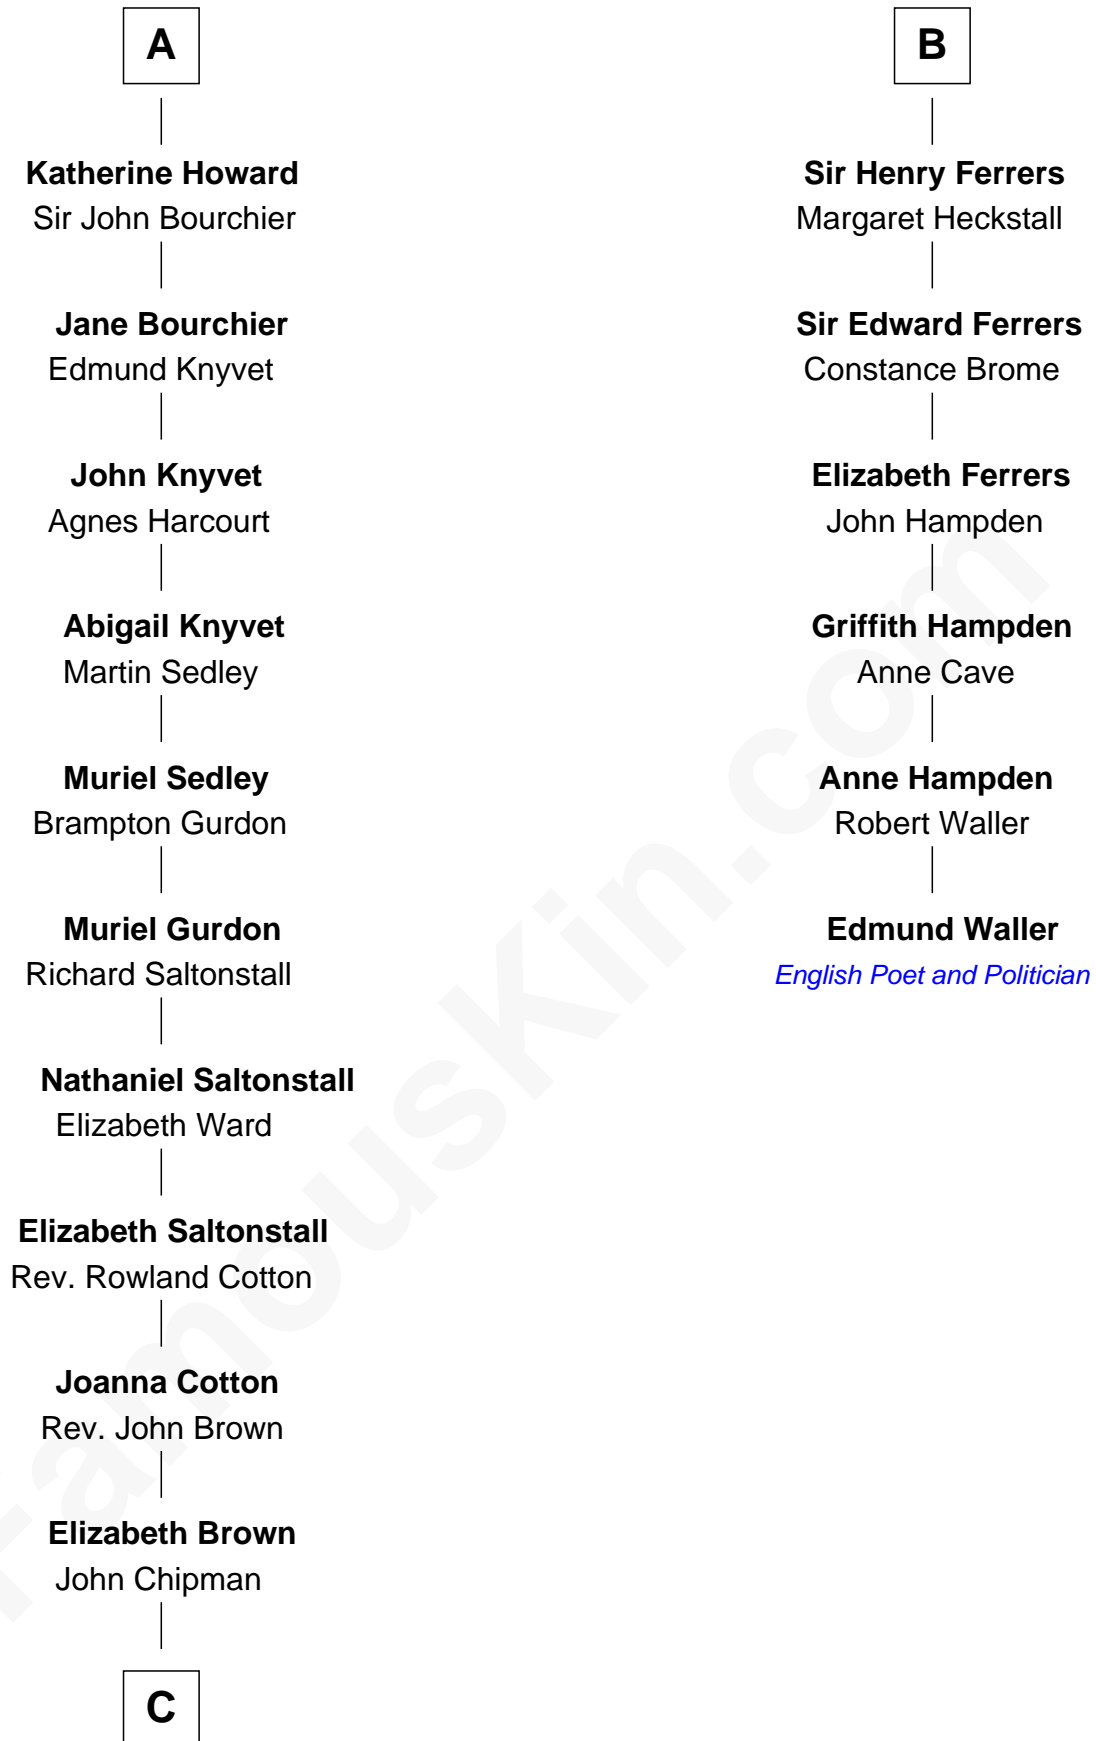 A
Katherine Howard
Sir John Bourchier
Jane Bourchier
Edmund Knyvet
John Knyvet
Agnes Harcourt
Abigail Knyvet
Martin Sedley
Muriel Sedley
Brampton Gurdon
Muriel Gurdon
Richard Saltonstall
Nathaniel Saltonstall
Elizabeth Ward
Elizabeth Saltonstall
Rev. Rowland Cotton
Joanna Cotton
Rev. John Brown
Elizabeth Brown
John Chipman
C
B
Sir Henry Ferrers
Margaret Heckstall
Sir Edward Ferrers
Constance Brome
Elizabeth Ferrers
John Hampden
Griffith Hampden
Anne Cave
Anne Hampden
Robert Waller
Edmund Waller
English Poet and Politician
FamousKin.com